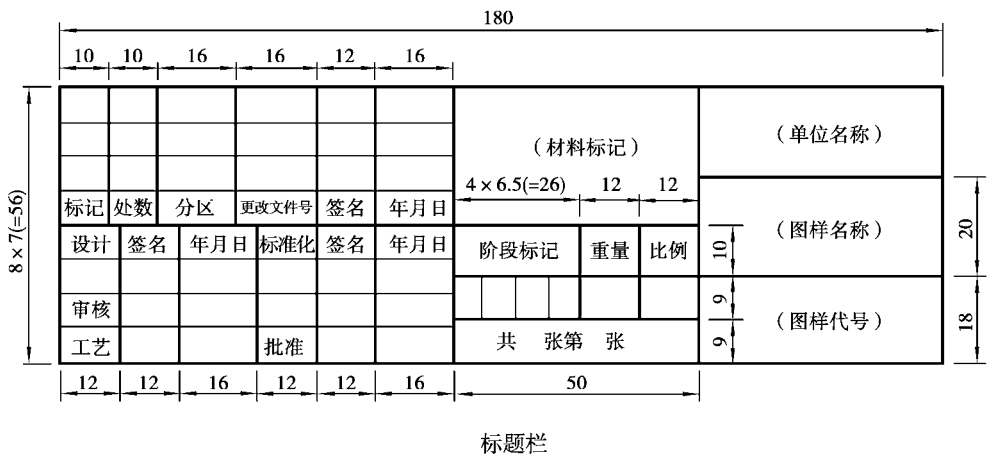 180
10 10 16 16 12 16
(单位名称)
(材料标记)
4×6.5(=26) 12 12
标记 处数 分区 更改文件号 签名 年月日
8×7(=56)
设计 签名 年月日 标准化 签名 年月日
阶段标记 重量 比例 10 (图样名称) 20
审核
9
(图样代号) 18
工艺 批准 共 张第 张 9
12 12 16 12 12 16 50
标题栏